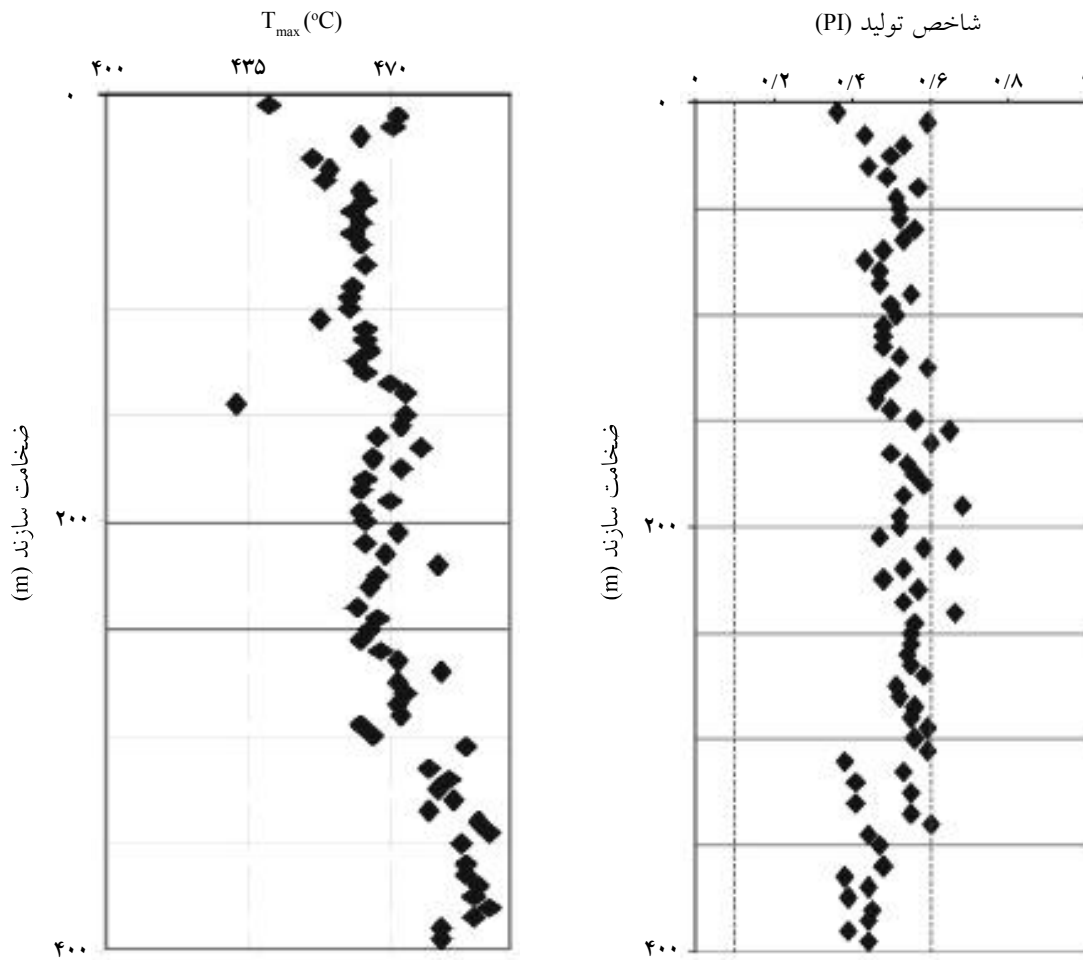 T_max (°C)
۴۰۰ ۴۳۵ ۴۷۰
۰
۲۰۰
۴۰۰
ضخامت سازند (m)
شاخص تولید (PI)
۰ ۰/۲ ۰/۴ ۰/۶ ۰/۸
۰
۲۰۰
۴۰۰
ضخامت سازند (m)